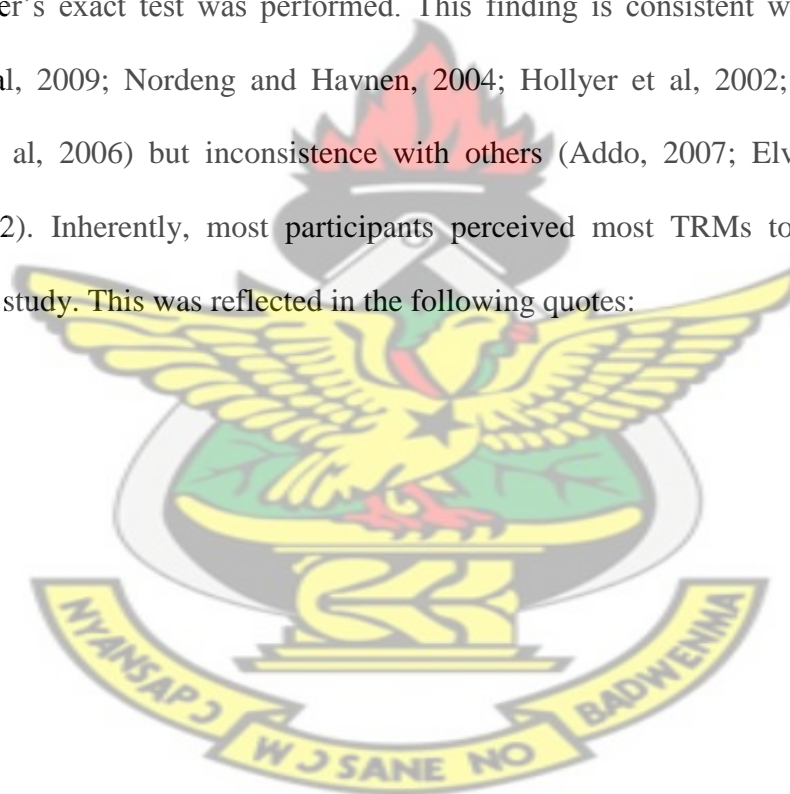 er's exact test was performed. This finding is consistent w
al, 2009; Nordeng and Havnen, 2004; Hollyer et al, 2002;
al, 2006) but inconsistence with others (Addo, 2007; Elv
2). Inherently, most participants perceived most TRMs to
study. This was reflected in the following quotes:
NYANSAPƆ
WƆSANE NO
BADWENMA